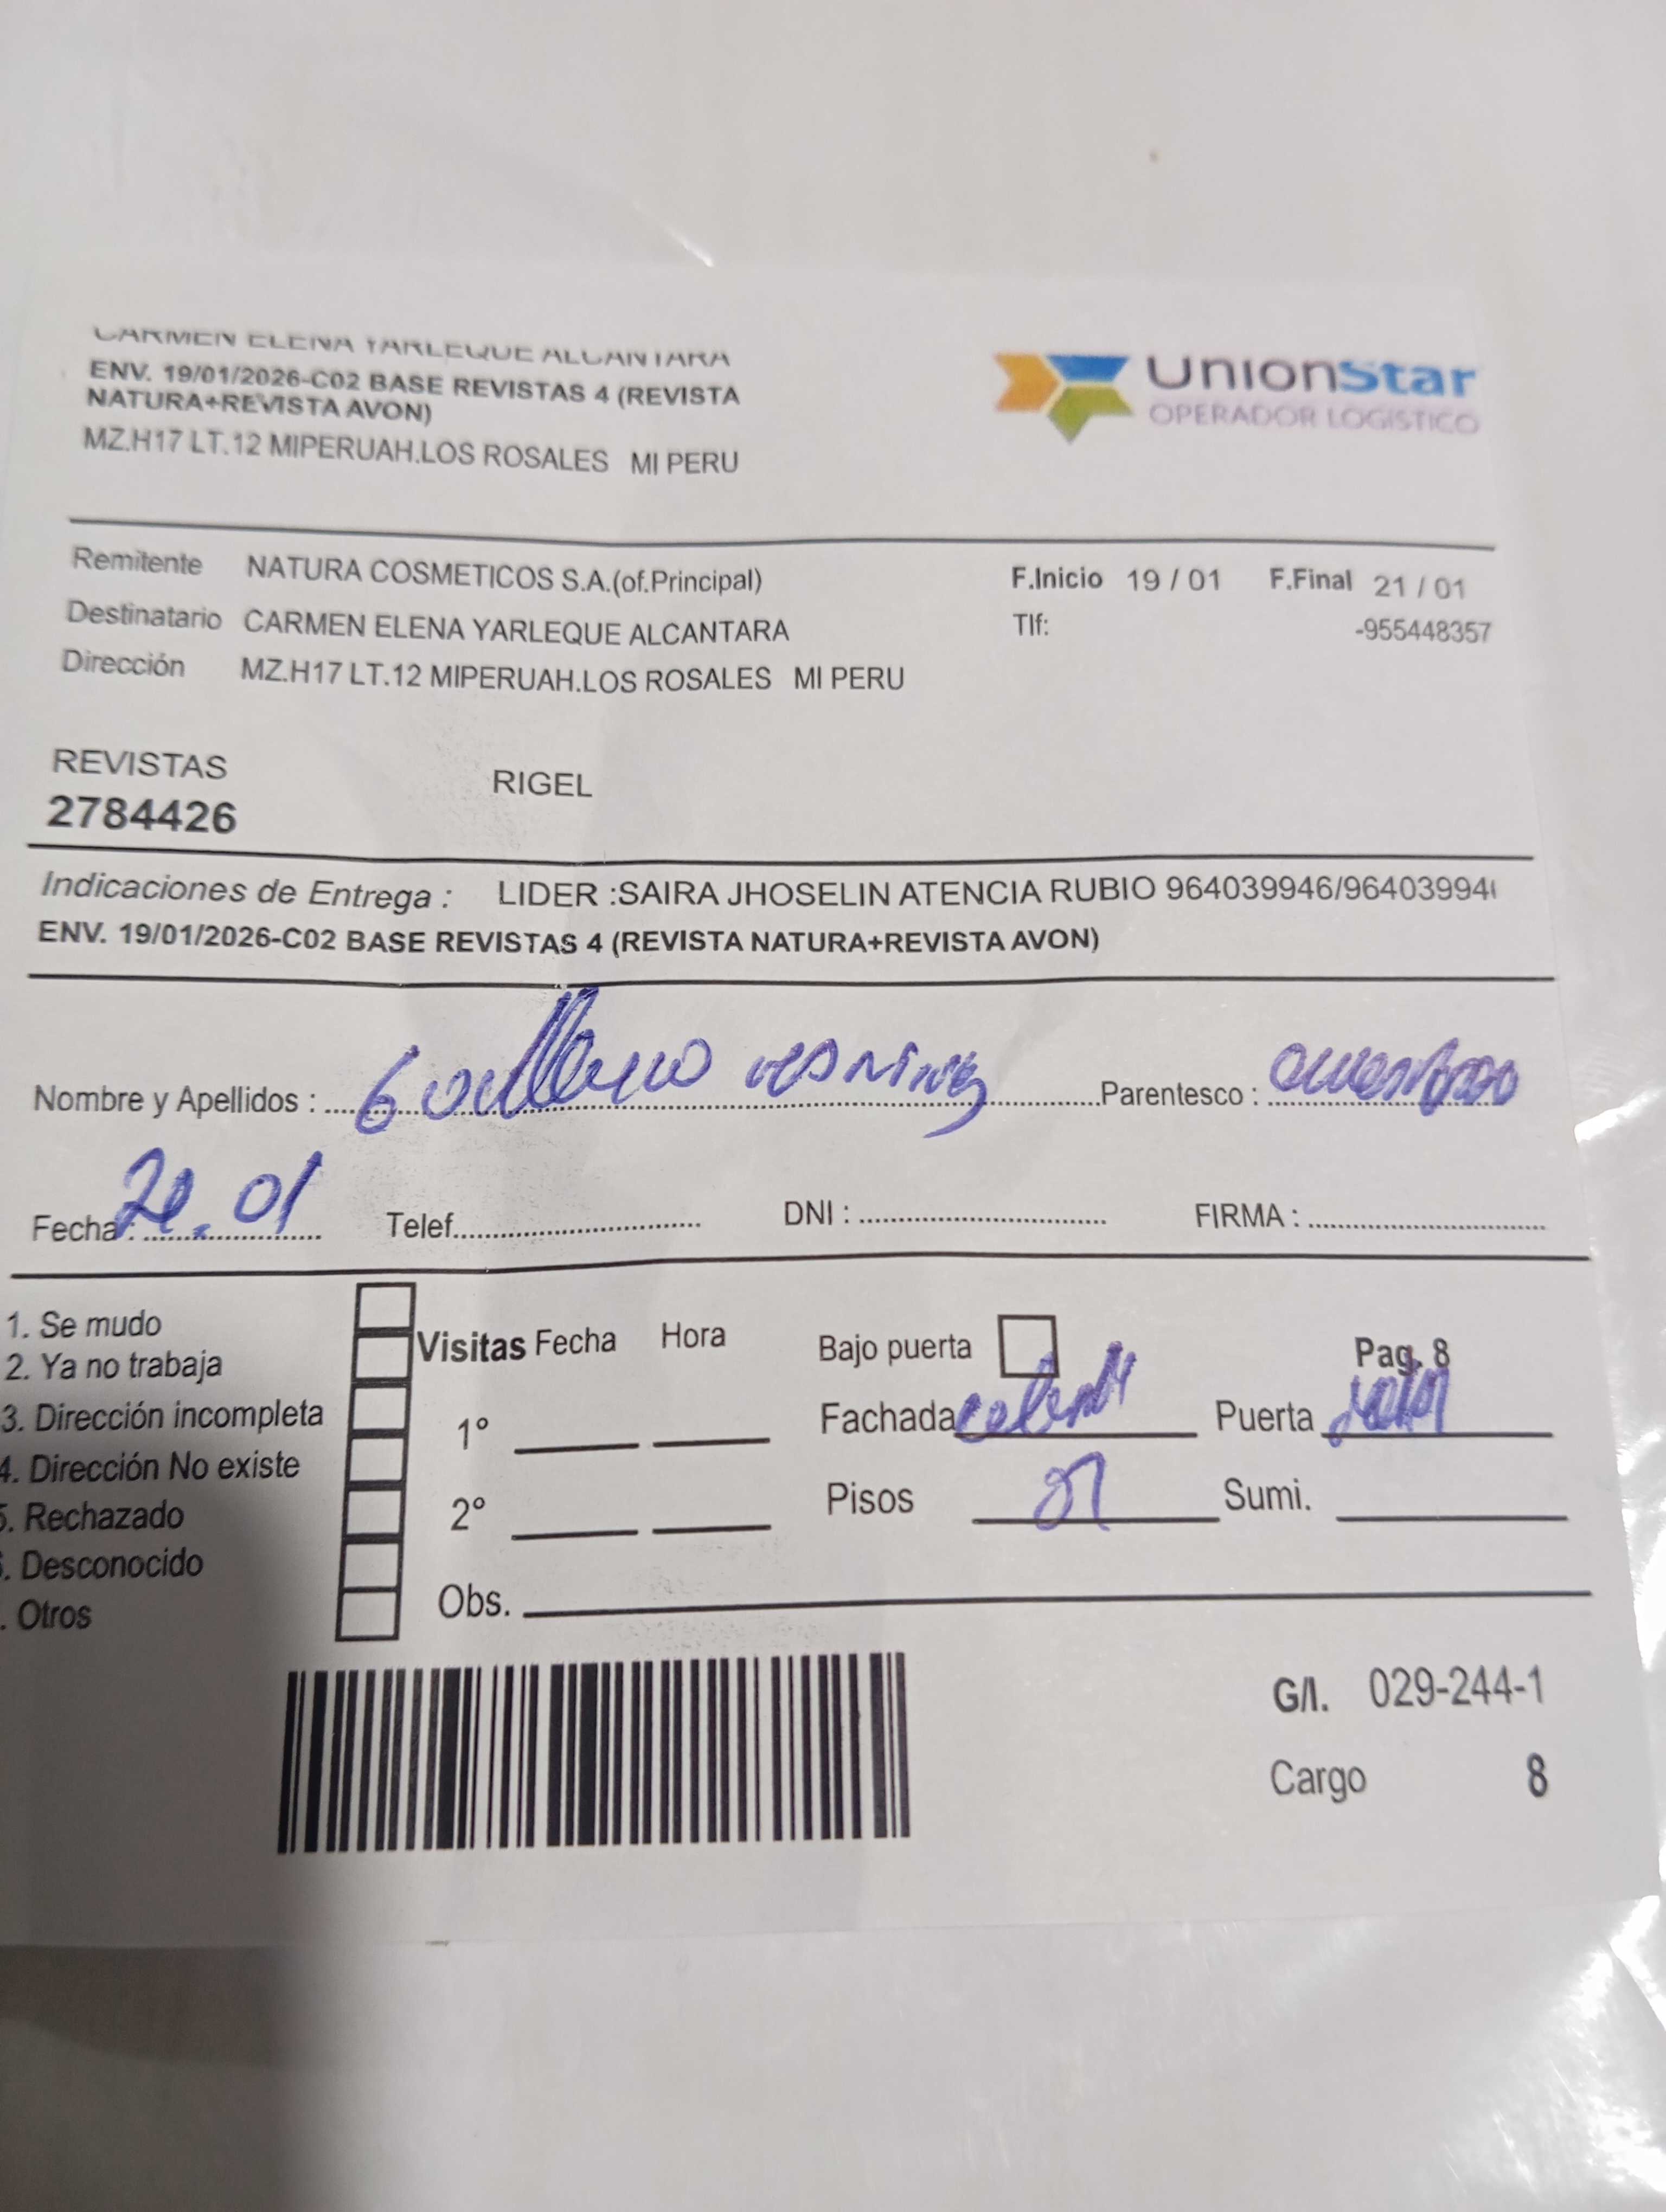 CARMEN ELENA YARLEQUE ALCANTARA
ENV. 19/01/2026-C02 BASE REVISTAS 4 (REVISTA
NATURA+REVISTA AVON)
MZ.H17 LT.12 MIPERUAH.LOS ROSALES MI PERU
UnionStar
OPERADOR LOGISTICO
Remitente NATURA COSMETICOS S.A.(of.Principal) F.Inicio 19 / 01 F.Final 21 / 01
Destinatario CARMEN ELENA YARLEQUE ALCANTARA Tlf: -955448357
Dirección MZ.H17 LT.12 MIPERUAH.LOS ROSALES MI PERU
REVISTAS RIGEL
2784426
Indicaciones de Entrega : LIDER :SAIRA JHOSELIN ATENCIA RUBIO 964039946/96403994
ENV. 19/01/2026-C02 BASE REVISTAS 4 (REVISTA NATURA+REVISTA AVON)
Nombre y Apellidos : Parentesco :
Fecha : Telef. DNI : FIRMA :
1. Se mudo
2. Ya no trabaja
3. Dirección incompleta
4. Dirección No existe
5. Rechazado
. Desconocido
. Otros
Visitas Fecha Hora
1º
2º
Obs.
Bajo puerta Pag. 8
Fachada Puerta
Pisos 01 Sumi.
G/I. 029-244-1
Cargo 8